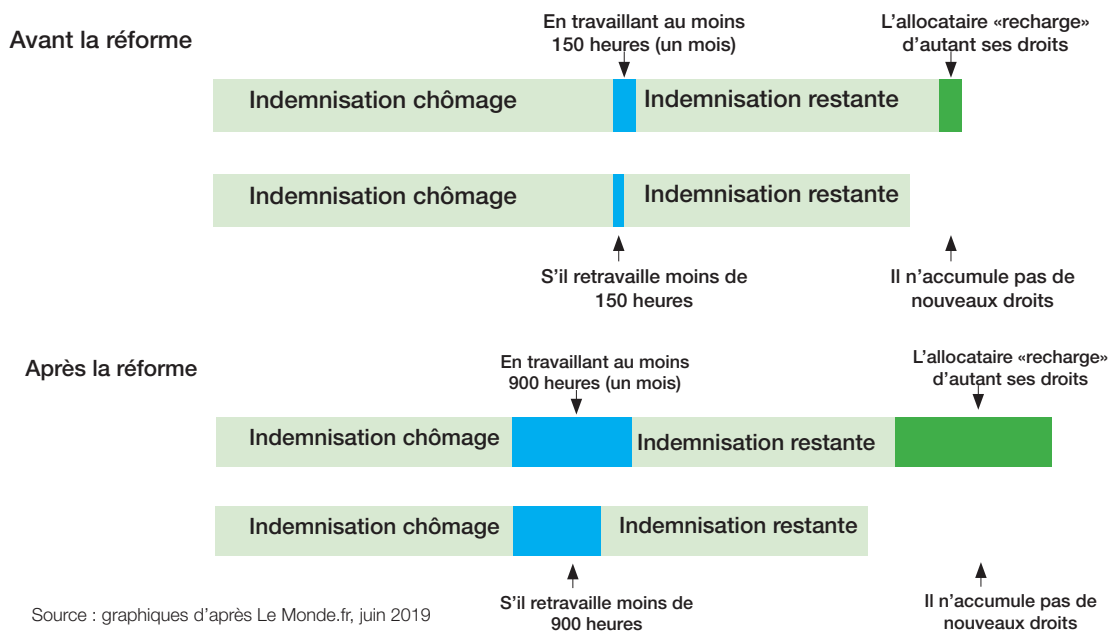 Avant la réforme
En travaillant au moins
150 heures (un mois)
L'allocataire «recharge»
d'autant ses droits
Indemnisation chômage
Indemnisation restante
Indemnisation chômage
Indemnisation restante
S'il retravaille moins de
150 heures
Il n'accumule pas de
nouveaux droits
Après la réforme
En travaillant au moins
900 heures (un mois)
L'allocataire «recharge»
d'autant ses droits
Indemnisation chômage
Indemnisation restante
Indemnisation chômage
Indemnisation restante
S'il retravaille moins de
900 heures
Il n'accumule pas de
nouveaux droits
Source : graphiques d'après Le Monde.fr, juin 2019